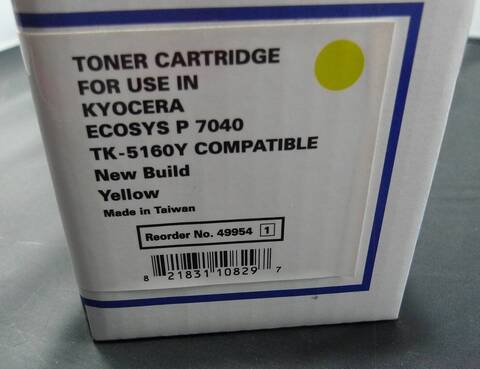 TONER CARTRIDGE
FOR USE IN
KYOCERA
ECOSYS P 7040
TK-5160Y COMPATIBLE
New Build
Yellow
Made in Taiwan
Reorder No. 49954 1
8 21831 10829 7